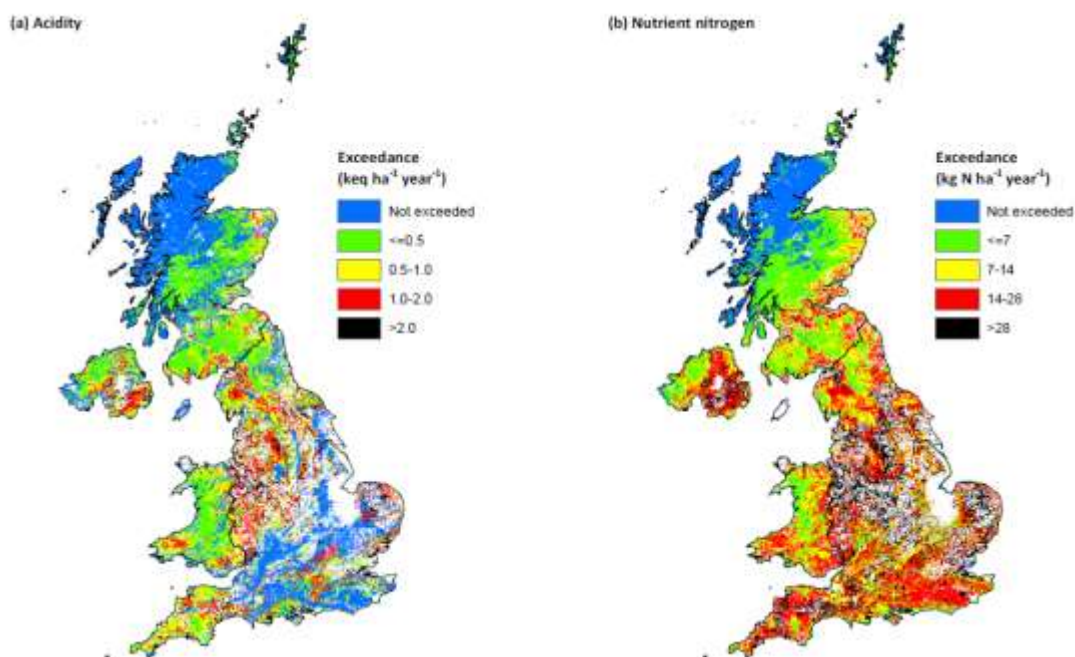 (a) Acidity
Exceedance
(keq ha⁻¹ year⁻¹)
Not exceeded
<=0.5
0.5-1.0
1.0-2.0
>2.0
(b) Nutrient nitrogen
Exceedance
(kg N ha⁻¹ year⁻¹)
Not exceeded
<=7
7-14
14-28
>28